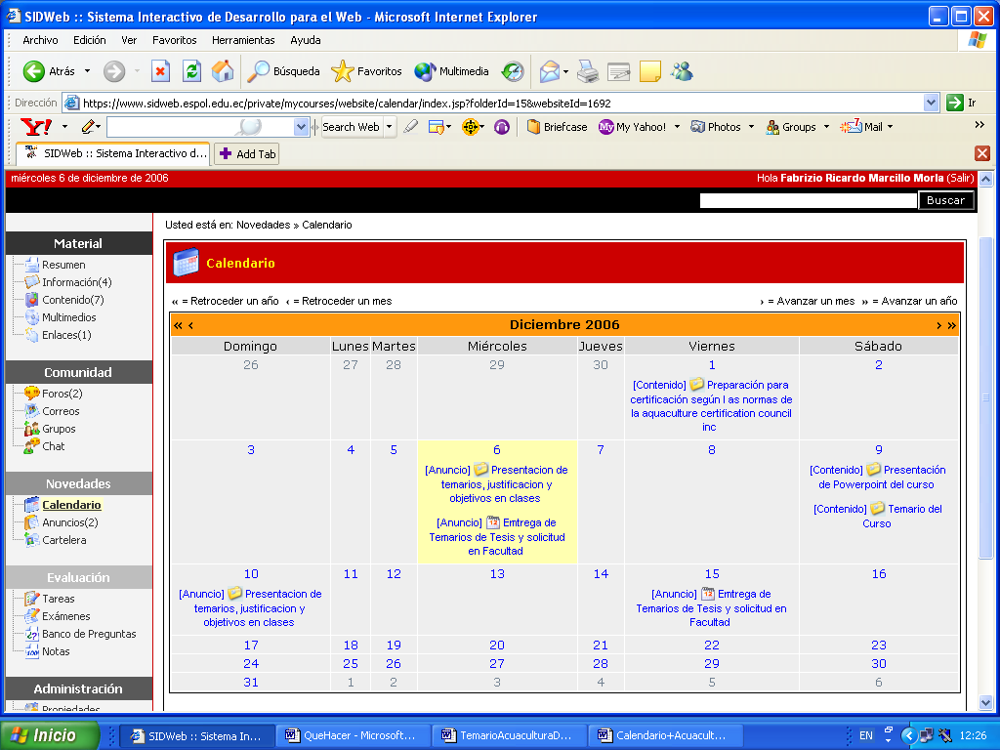 SIDWeb :: Sistema Interactivo de Desarrollo para el Web - Microsoft Internet Explorer
Archivo Edición Ver Favoritos Herramientas Ayuda
Atrás Búsqueda Favoritos Multimedia
Dirección https://www.sidweb.espol.edu.ec/private/mycourses/website/calendar/index.jsp?folderId=15&websiteId=1692 Ir
Y! Search Web Briefcase My Yahoo! Photos Groups Mail »
SIDWeb :: Sistema Interactivo d... Add Tab
miércoles 6 de diciembre de 2006 Hola Fabrizio Ricardo Marcillo Morla (Salir)
Buscar
Usted está en: Novedades » Calendario
Material
Resumen
Información(4)
Contenido(7)
Multimedios
Enlaces(1)
Comunidad
Foros(2)
Correos
Grupos
Chat
Novedades
Calendario
Anuncios(2)
Cartelera
Evaluación
Tareas
Exámenes
Banco de Preguntas
Notas
Administración
Propiedades
Calendario
« = Retroceder un año ‹ = Retroceder un mes › = Avanzar un mes » = Avanzar un año
« ‹ Diciembre 2006 › »
Domingo Lunes Martes Miércoles Jueves Viernes Sábado
26 27 28 29 30 1 2
[Contenido] Preparación para
certificación según l as normas de
la aquaculture certification council
inc
3 4 5 6 7 8 9
[Anuncio] Presentacion de
temarios, justificacion y
objetivos en clases
[Anuncio] Emtrega de
Temarios de Tesis y solicitud
en Facultad
[Contenido] Presentación
de Powerpoint del curso
[Contenido] Temario del
Curso
10 11 12 13 14 15 16
[Anuncio] Presentacion de
temarios, justificacion y
objetivos en clases
[Anuncio] Emtrega de
Temarios de Tesis y solicitud en
Facultad
17 18 19 20 21 22 23
24 25 26 27 28 29 30
31 1 2 3 4 5 6
Inicio SIDWeb :: Sistema In... QueHacer - Microsoft... TemarioAcuaculturaD... Calendario+Acuacult... EN 12:26